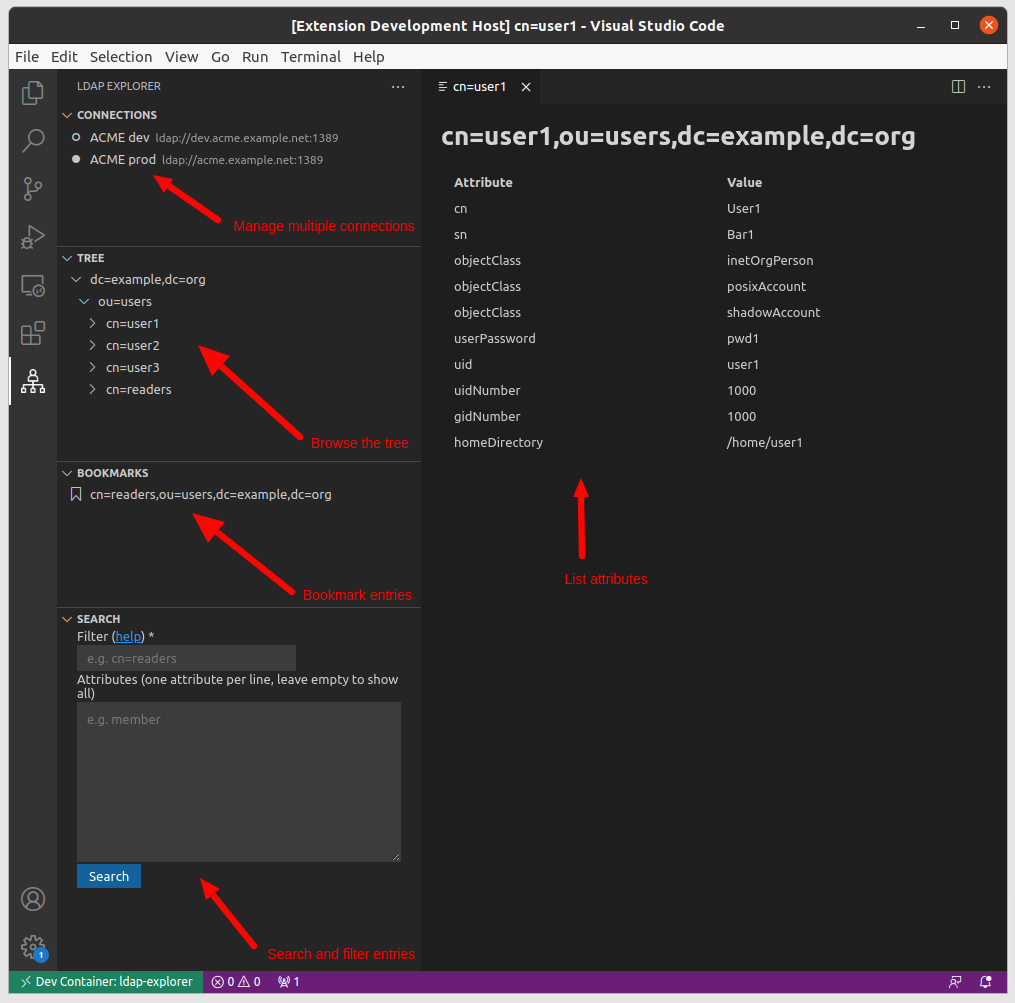 [Extension Development Host] cn=user1 - Visual Studio Code
File Edit Selection View Go Run Terminal Help
LDAP EXPLORER
CONNECTIONS
ACME dev ldap://dev.acme.example.net:1389
ACME prod ldap://acme.example.net:1389
Manage multiple connections
TREE
dc=example,dc=org
ou=users
cn=user1
cn=user2
cn=user3
cn=readers
Browse the tree
BOOKMARKS
cn=readers,ou=users,dc=example,dc=org
Bookmark entries
SEARCH
Filter (help) *
e.g. cn=readers
Attributes (one attribute per line, leave empty to show
all)
e.g. member
Search
Search and filter entries
cn=user1
cn=user1,ou=users,dc=example,dc=org
Attribute Value
cn User1
sn Bar1
objectClass inetOrgPerson
objectClass posixAccount
objectClass shadowAccount
userPassword pwd1
uid user1
uidNumber 1000
gidNumber 1000
homeDirectory /home/user1
List attributes
1
Dev Container: ldap-explorer 0 0 1